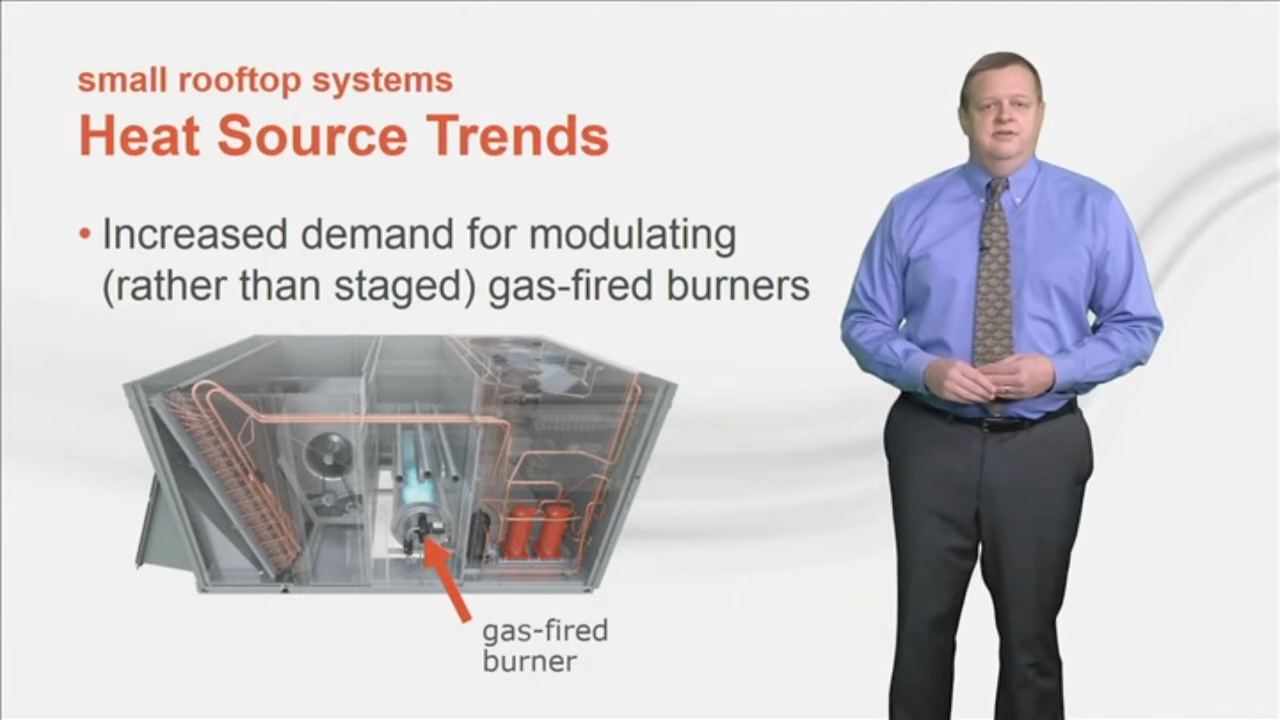 small rooftop systems
Heat Source Trends
• Increased demand for modulating
(rather than staged) gas-fired burners
gas-fired
burner